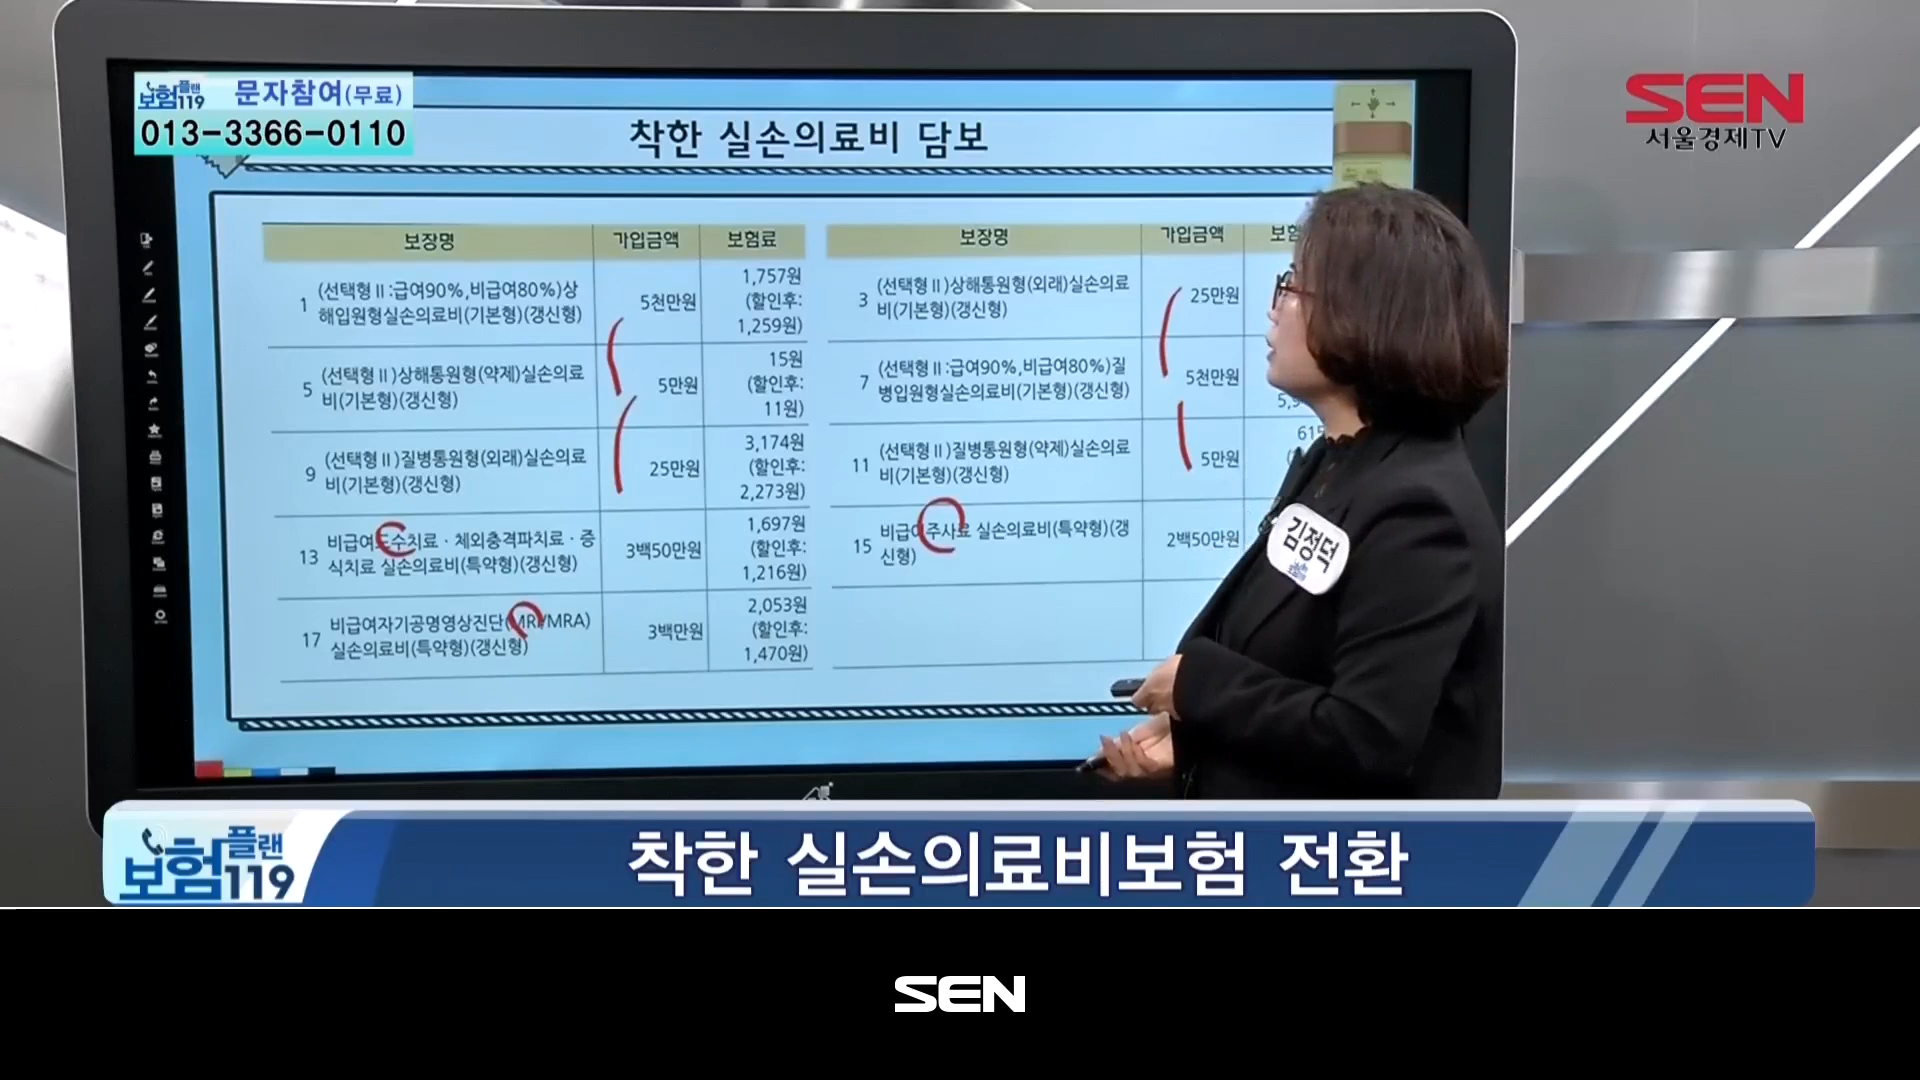 보험플랜119 문자참여(무료)
013-3366-0110
SEN
서울경제TV
착한 실손의료비 담보
보장명 가입금액 보험료
1 (선택형Ⅱ:급여90%,비급여80%)상
해입원형실손의료비(기본형)(갱신형)
5천만원
1,757원
(할인후:
1,259원)
5 (선택형Ⅱ)상해통원형(약제)실손의료
비(기본형)(갱신형)
5만원
15원
(할인후:
11원)
9 (선택형Ⅱ)질병통원형(외래)실손의료
비(기본형)(갱신형)
25만원
3,174원
(할인후:
2,273원)
13 비급여도수치료·체외충격파치료·증
식치료 실손의료비(특약형)(갱신형)
3백50만원
1,697원
(할인후:
1,216원)
17 비급여자기공명영상진단(MRI/MRA)
실손의료비(특약형)(갱신형)
3백만원
2,053원
(할인후:
1,470원)
보장명 가입금액 보험
3 (선택형Ⅱ)상해통원형(외래)실손의료
비(기본형)(갱신형)
25만원
7 (선택형Ⅱ:급여90%,비급여80%)질
병입원형실손의료비(기본형)(갱신형)
5천만원
11 (선택형Ⅱ)질병통원형(약제)실손의료
비(기본형)(갱신형)
5만원
15 비급여주사료 실손의료비(특약형)(갱
신형)
2백50만원
김정덕
보험플랜119
착한 실손의료비보험 전환
SEN